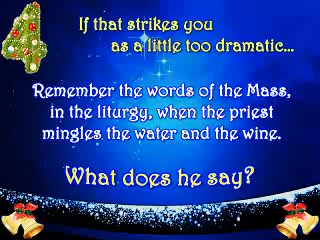 If that strikes you
as a little too dramatic...
Remember the words of the Mass,
in the liturgy, when the priest
mingles the water and the wine.
What does he say?